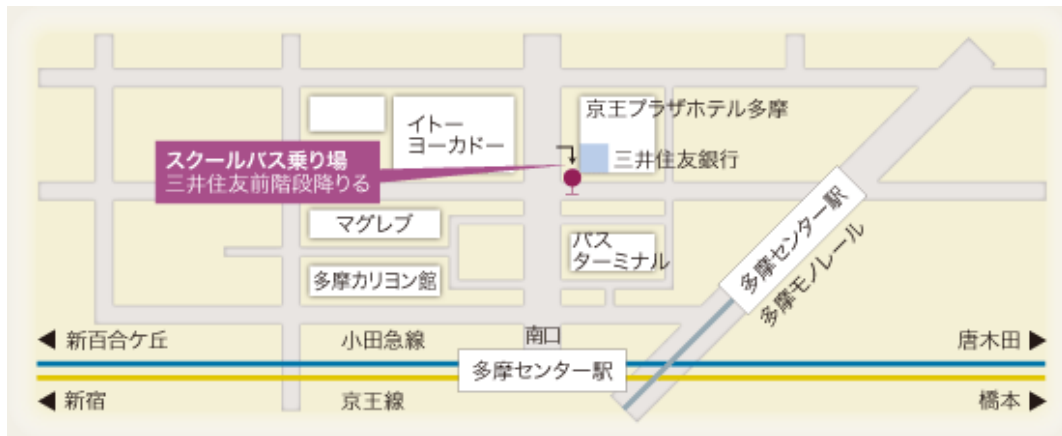 京王プラザホテル多摩
イトー
ヨーカドー
スクールバス乗り場
三井住友前階段降りる
三井住友銀行
マグレブ
バス
ターミナル
多摩カリヨン館
多摩センター駅
多摩モノレール
◀ 新百合ケ丘
小田急線
南口
唐木田 ▶
多摩センター駅
◀ 新宿
京王線
橋本 ▶